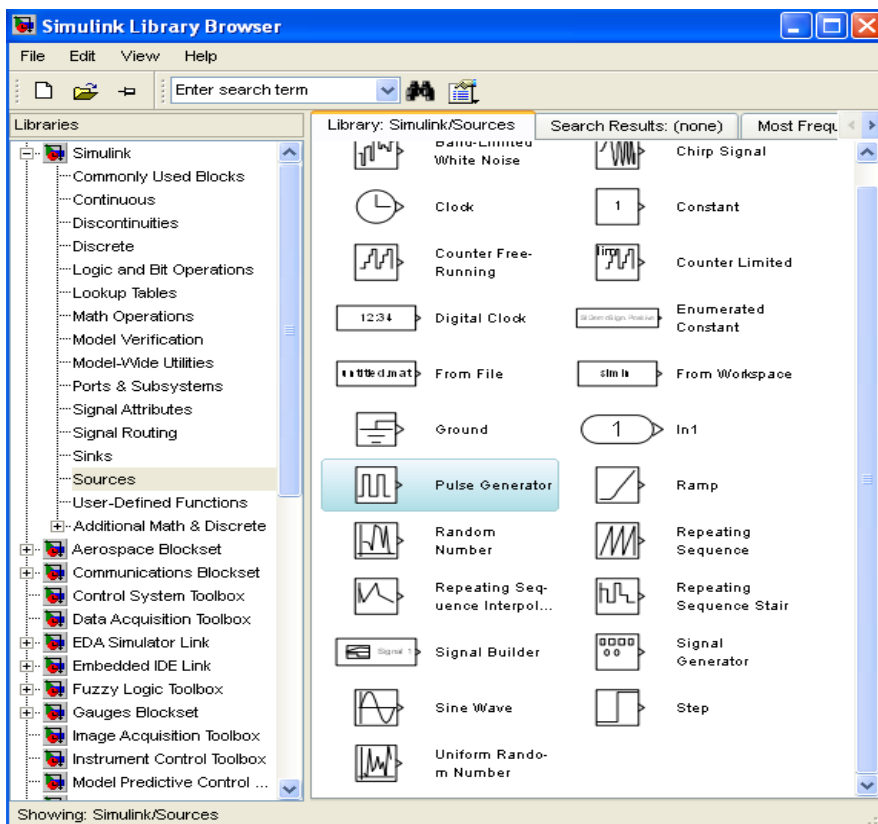 Simulink Library Browser
File Edit View Help
Enter search term
Libraries
Simulink
Commonly Used Blocks
Continuous
Discontinuities
Discrete
Logic and Bit Operations
Lookup Tables
Math Operations
Model Verification
Model-Wide Utilities
Ports & Subsystems
Signal Attributes
Signal Routing
Sinks
Sources
User-Defined Functions
Additional Math & Discrete
Aerospace Blockset
Communications Blockset
Control System Toolbox
Data Acquisition Toolbox
EDA Simulator Link
Embedded IDE Link
Fuzzy Logic Toolbox
Gauges Blockset
Image Acquisition Toolbox
Instrument Control Toolbox
Model Predictive Control ...
Library: Simulink/Sources Search Results: (none) Most Frequ
Band-Limited
White Noise
Chirp Signal
Clock
1
Constant
Counter Free-
Running
lim
Counter Limited
12:34
Digital Clock
Enumerated
Constant
untitled.mat
From File
simin
From Workspace
Ground
1
In1
Pulse Generator
Ramp
Random
Number
Repeating
Sequence
Repeating Seq-
uence Interpol...
Repeating
Sequence Stair
Signal 1
Signal Builder
Signal
Generator
Sine Wave
Step
Uniform Rando-
m Number
Showing: Simulink/Sources